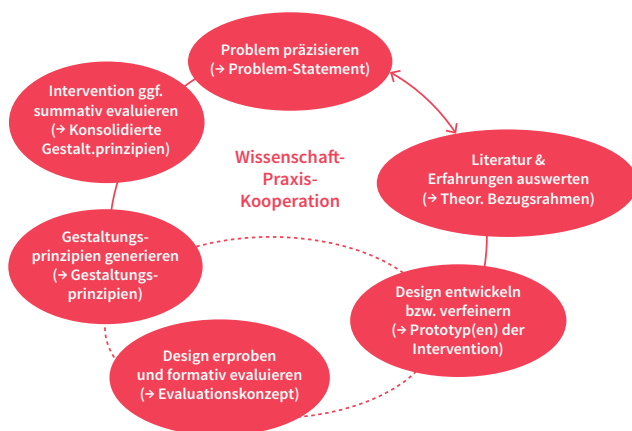 Problem präzisieren
(→ Problem-Statement)
Intervention ggf.
summativ evaluieren
(→ Konsolidierte
Gestalt.prinzipien)
Wissenschaft-
Praxis-
Kooperation
Literatur &
Erfahrungen auswerten
(→ Theor. Bezugsrahmen)
Gestaltungs-
prinzipien generieren
(→ Gestaltungs-
prinzipien)
Design entwickeln
bzw. verfeinern
(→ Prototyp(en) der
Intervention)
Design erproben
und formativ evaluieren
(→ Evaluationskonzept)